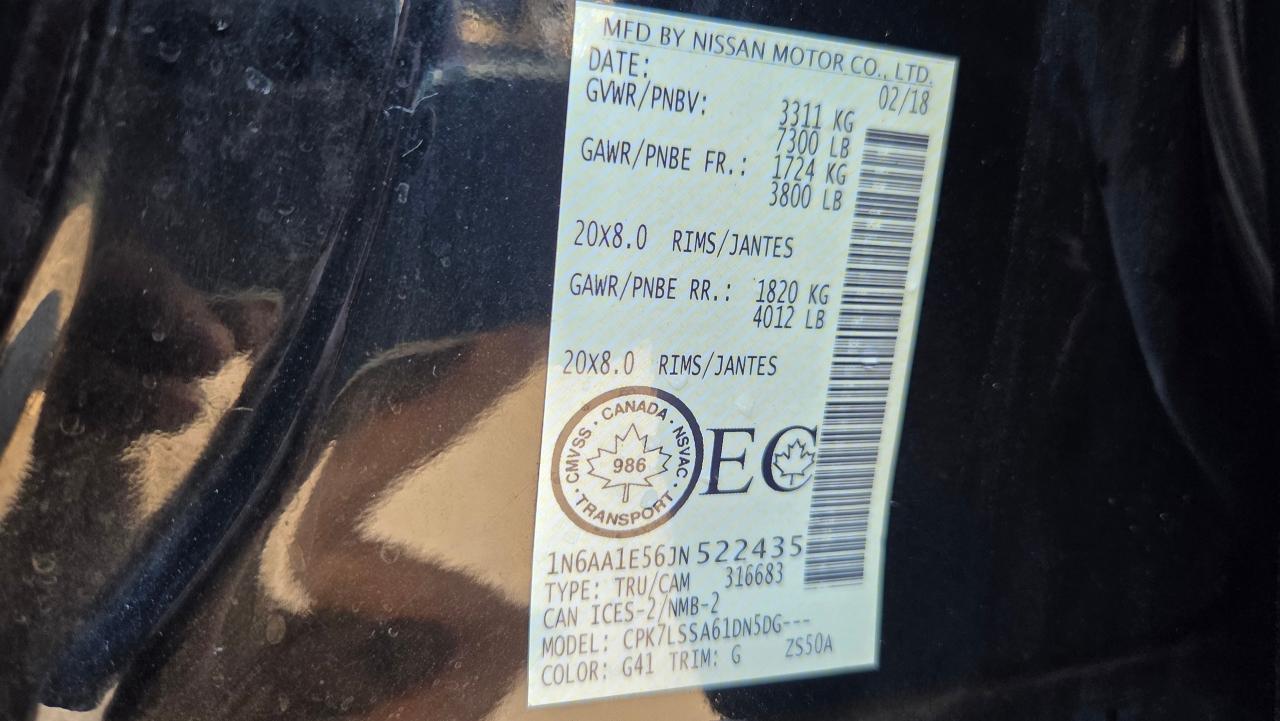 MFD BY NISSAN MOTOR CO., LTD.
DATE: 02/18
GVWR/PNBV: 3311 KG
7300 LB
GAWR/PNBE FR.: 1724 KG
3800 LB
20X8.0 RIMS/JANTES
GAWR/PNBE RR.: 1820 KG
4012 LB
20X8.0 RIMS/JANTES
CMVSS · CANADA · NSVAC · TRANSPORT ·
986
EC
1N6AA1E56JN522435
TYPE: TRU/CAM 316683
CAN ICES-2/NMB-2
MODEL: CPK7LSSA61DN5DG---
COLOR: G41 TRIM: G ZS50A